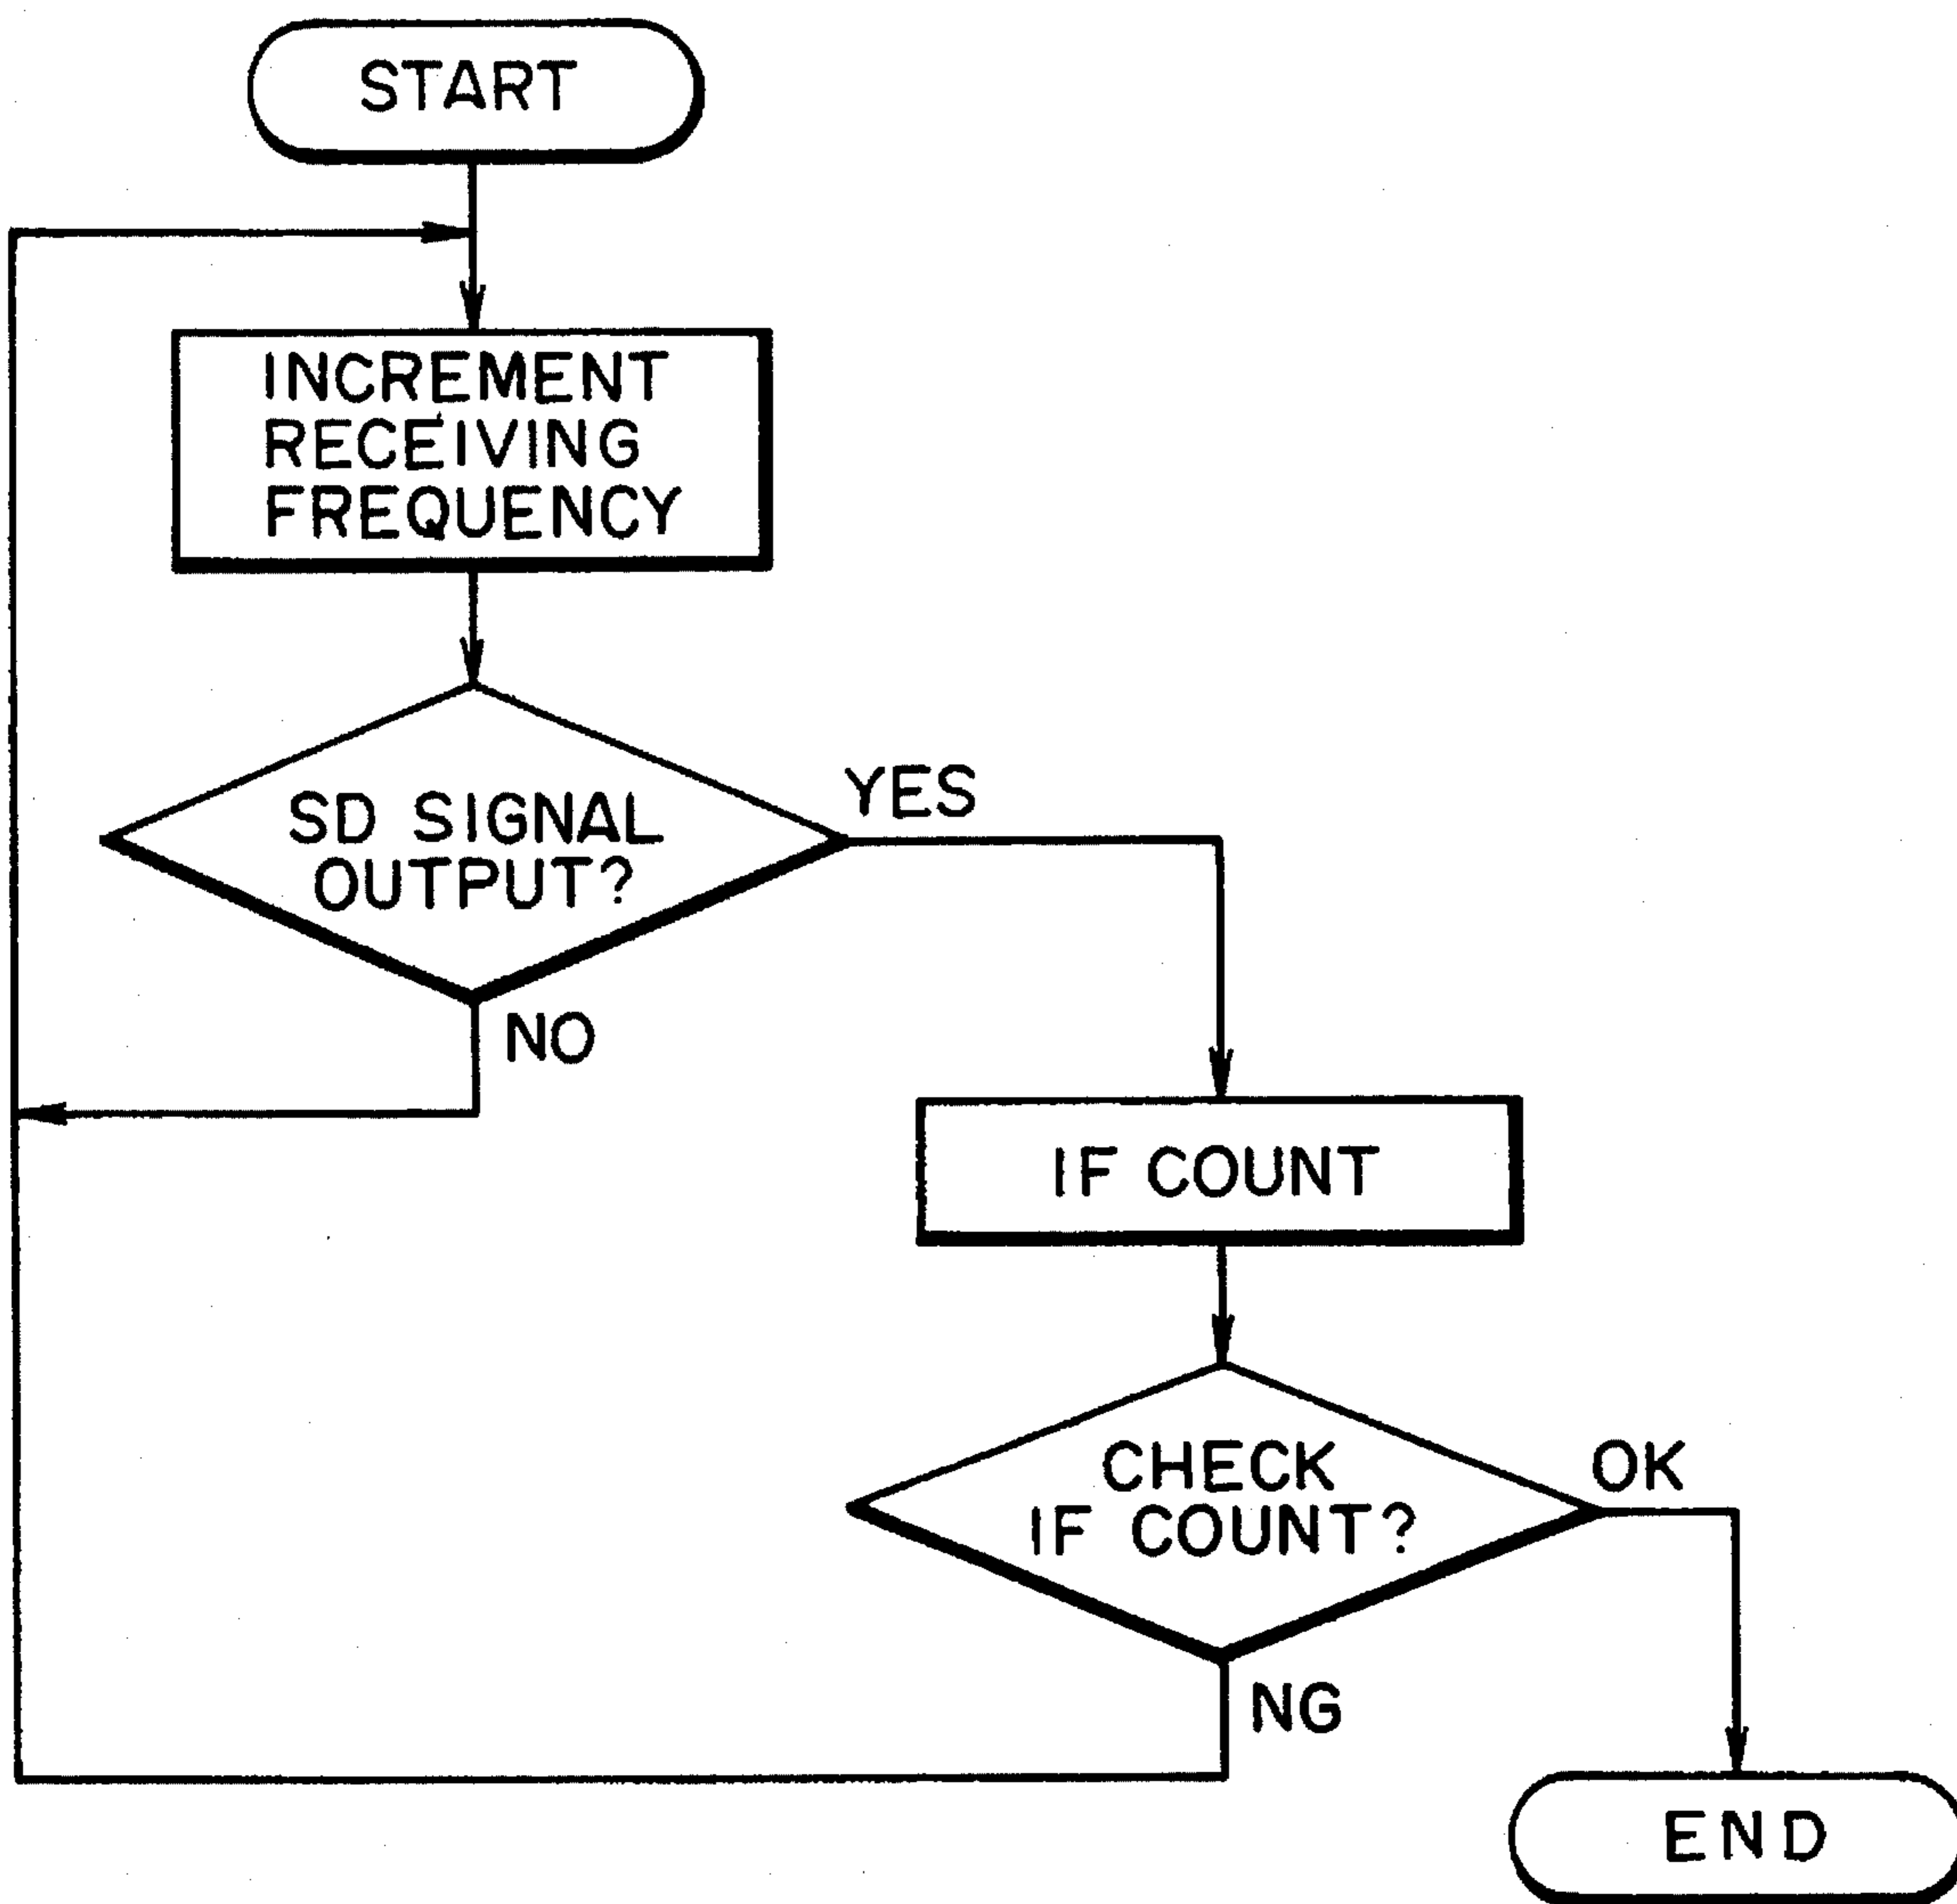 START
INCREMENT
RECEIVING
FREQUENCY
SD SIGNAL
OUTPUT?
YES
NO
IF COUNT
CHECK
IF COUNT?
OK
NG
END